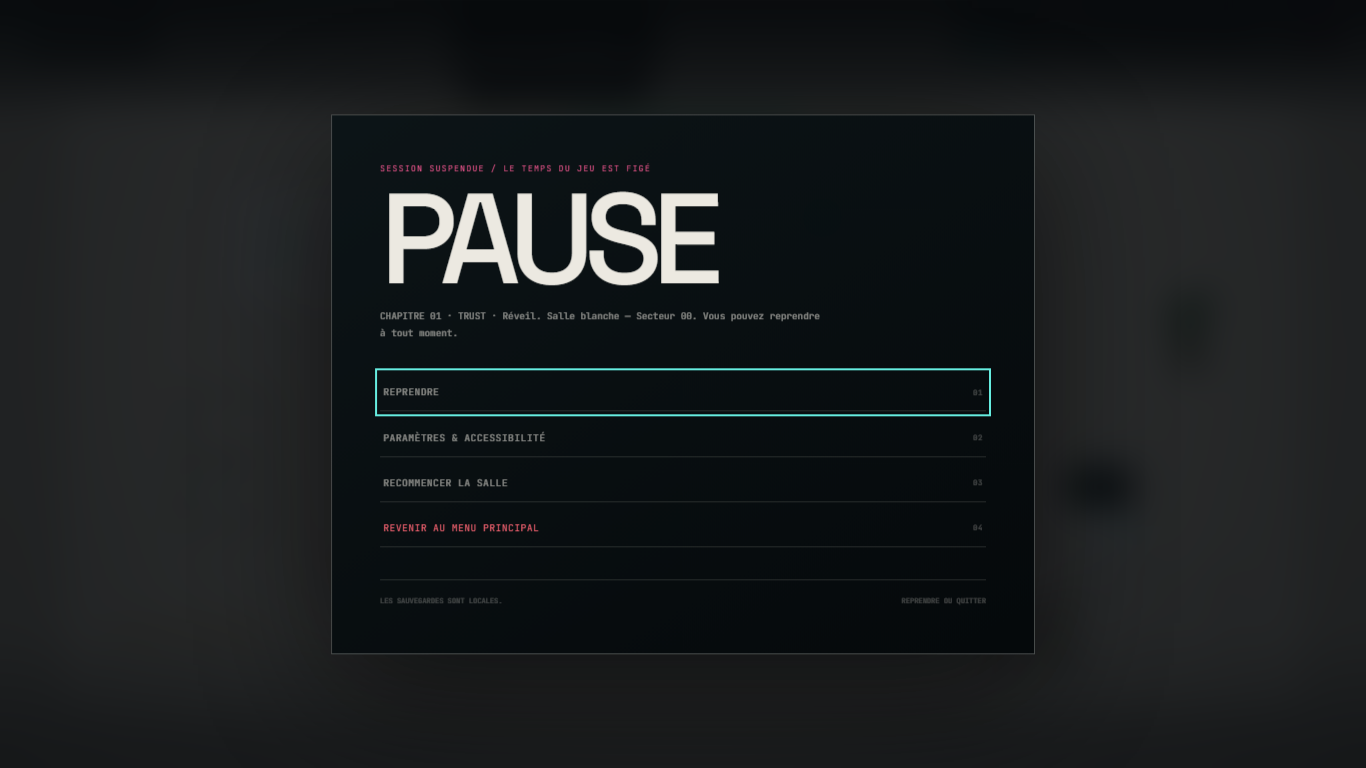 SESSION SUSPENDUE / LE TEMPS DU JEU EST FIGÉ
PAUSE
CHAPITRE 01 · TRUST · Réveil. Salle blanche — Secteur 00. Vous pouvez reprendre
à tout moment.
REPRENDRE 01
PARAMÈTRES & ACCESSIBILITÉ 02
RECOMMENCER LA SALLE 03
REVENIR AU MENU PRINCIPAL 04
LES SAUVEGARDES SONT LOCALES. REPRENDRE OU QUITTER